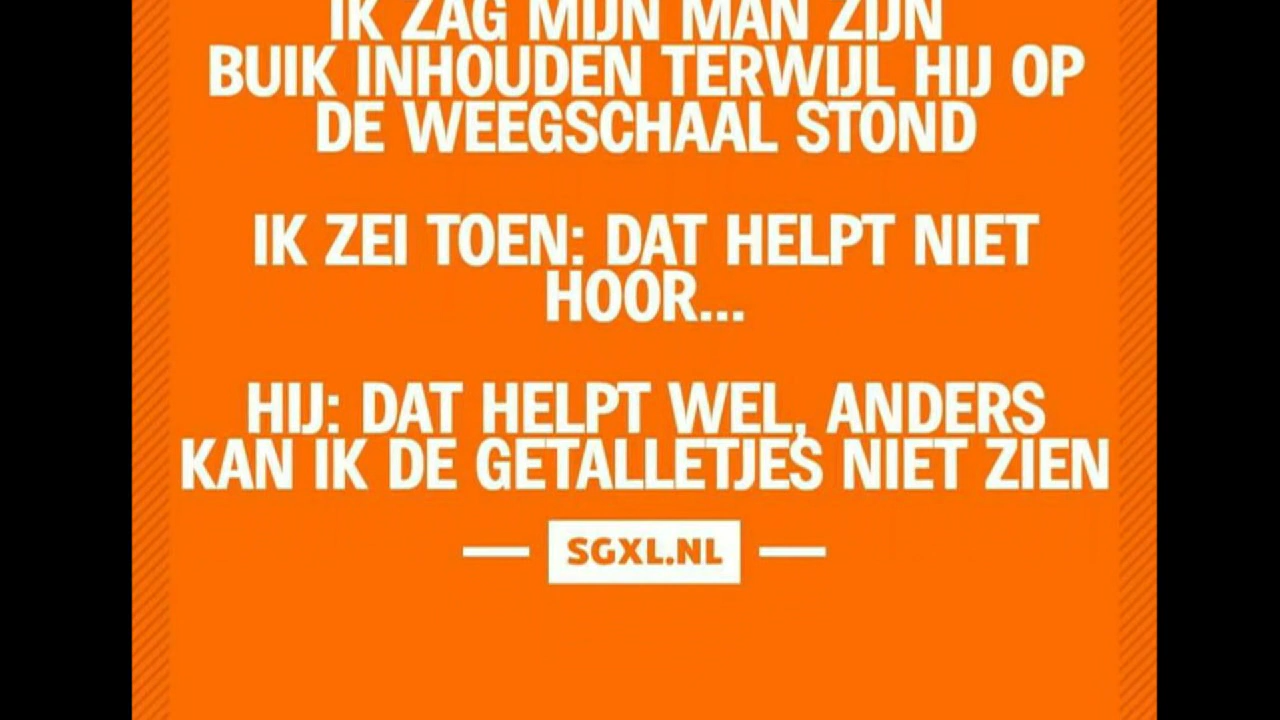 IK ZAG MIJN MAN ZIJN
BUIK INHOUDEN TERWIJL HIJ OP
DE WEEGSCHAAL STOND
IK ZEI TOEN: DAT HELPT NIET
HOOR...
HIJ: DAT HELPT WEL, ANDERS
KAN IK DE GETALLETJES NIET ZIEN
SGXL.NL